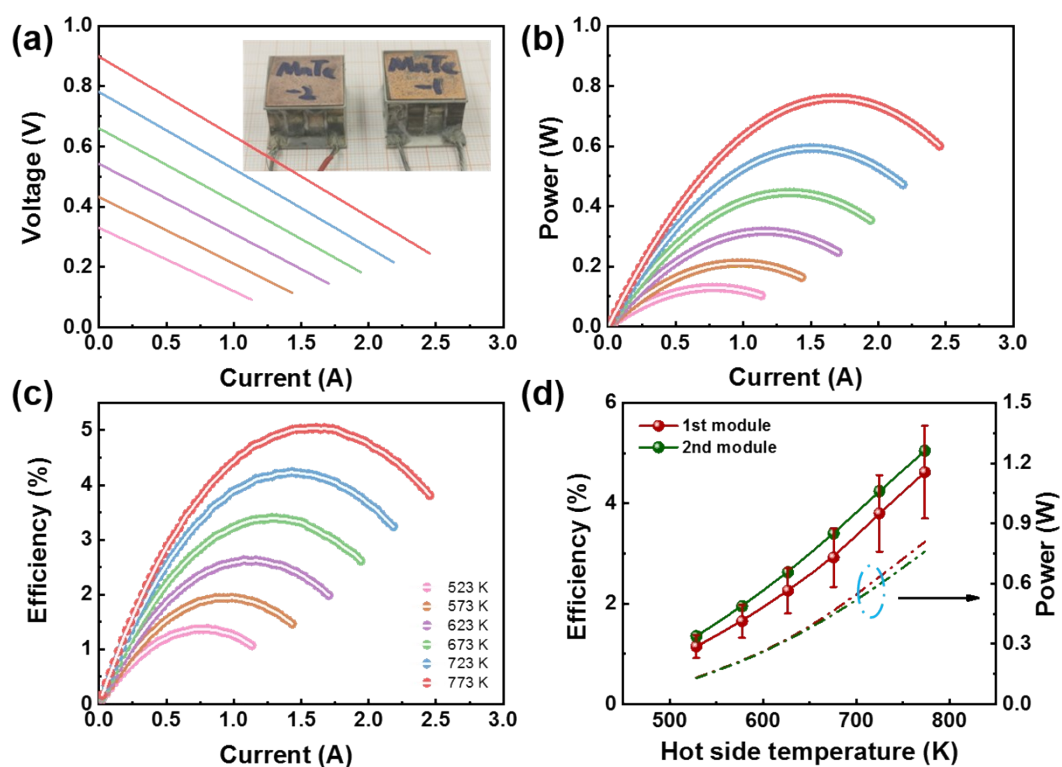 (a)
1.0
0.8
0.6
0.4
0.2
0.0
Voltage (V)
0.0 0.5 1.0 1.5 2.0 2.5 3.0
Current (A)
MnTe
-2
MnTe
-1
(b)
1.0
0.8
0.6
0.4
0.2
0.0
Power (W)
0.0 0.5 1.0 1.5 2.0 2.5 3.0
Current (A)
(c)
5
4
3
2
1
0
Efficiency (%)
523 K
573 K
623 K
673 K
723 K
773 K
0.0 0.5 1.0 1.5 2.0 2.5 3.0
Current (A)
(d)
6
4
2
0
Efficiency (%)
1st module
2nd module
1.5
1.2
0.9
0.6
0.3
0.0
Power (W)
500 600 700 800
Hot side temperature (K)